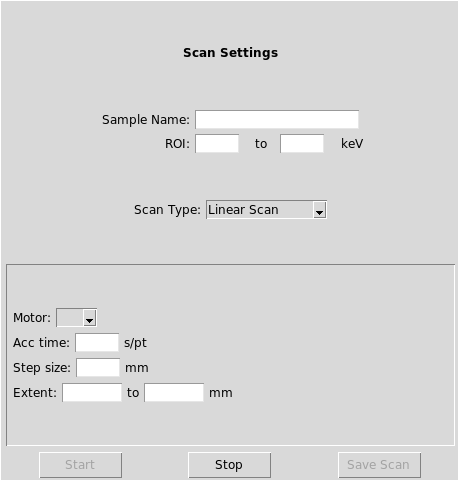 Scan Settings
Sample Name:
ROI: to keV
Scan Type: Linear Scan
Motor:
Acc time: s/pt
Step size: mm
Extent: to mm
Start Stop Save Scan